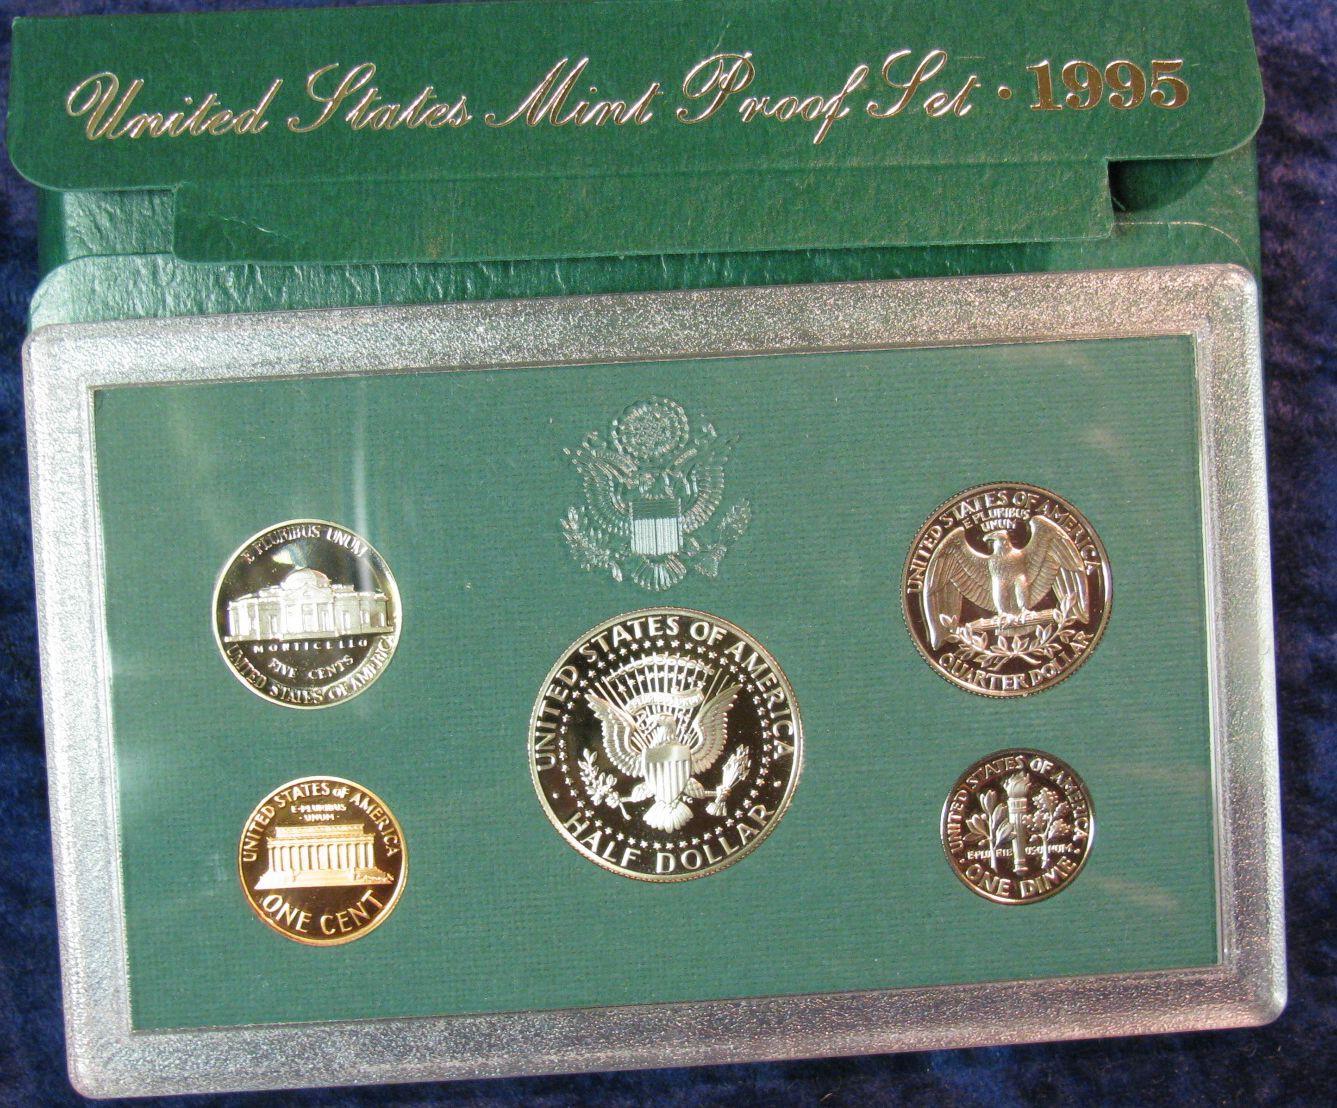 United States Mint Proof Set · 1995
E PLURIBUS UNUM
MONTICELLO
FIVE CENTS
UNITED STATES OF AMERICA
UNITED STATES OF AMERICA
E PLURIBUS
UNUM
QUARTER DOLLAR
UNITED STATES OF AMERICA
· HALF DOLLAR ·
UNITED STATES OF AMERICA
·E·PLURIBUS·
·UNUM·
ONE CENT
UNITED STATES OF AMERICA
· ONE DIME ·